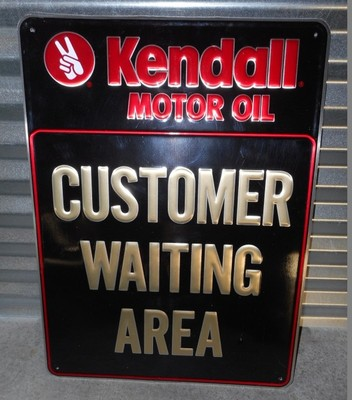 Kendall
MOTOR OIL
CUSTOMER
WAITING
AREA